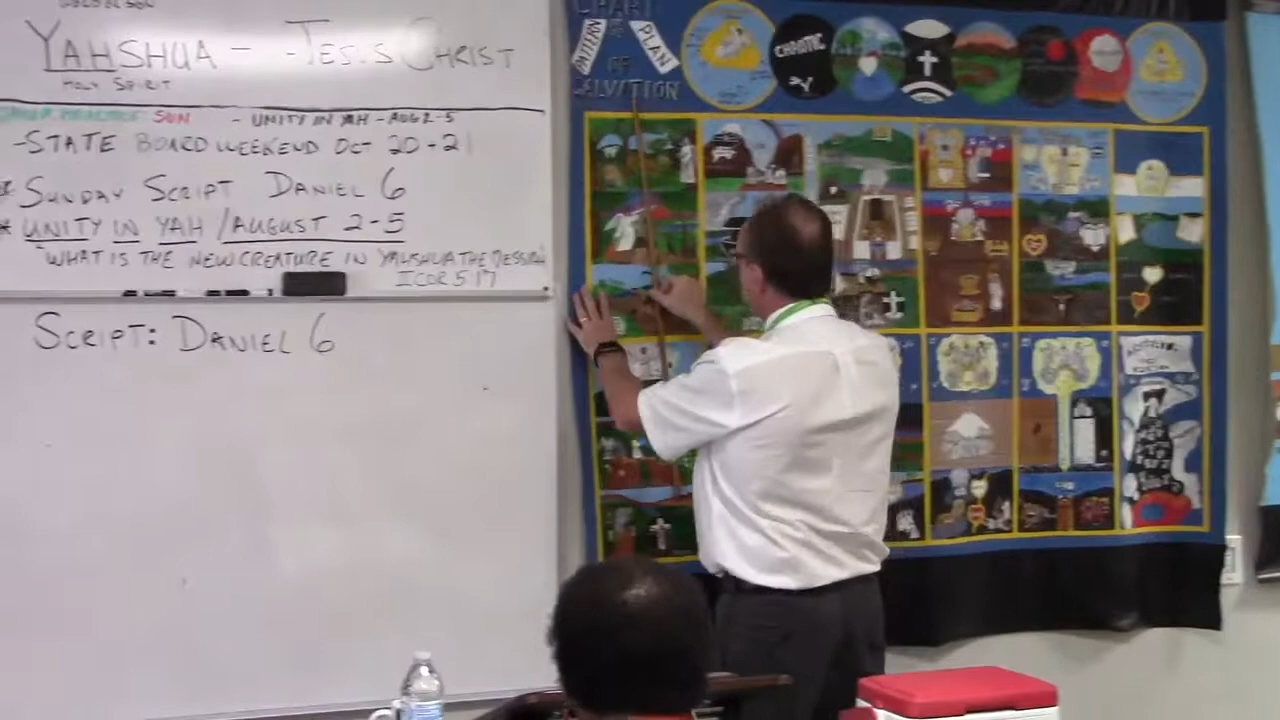 YAHSHUA - -JES.S CHRIST
HOLY SPIRIT
SUN - UNITY IN YAH - AUG 2-5
-STATE BOARD WEEKEND OCT 20-21
SUNDAY SCRIPT DANIEL 6
* UNITY IN YAH / AUGUST 2-5
"WHAT IS THE NEW CREATURE IN YAHSHUA THE MESSIAH
I COR 5 17
SCRIPT: DANIEL 6
CHART
PATTERN PLAN
OF
SALVATION
CHAOTIC